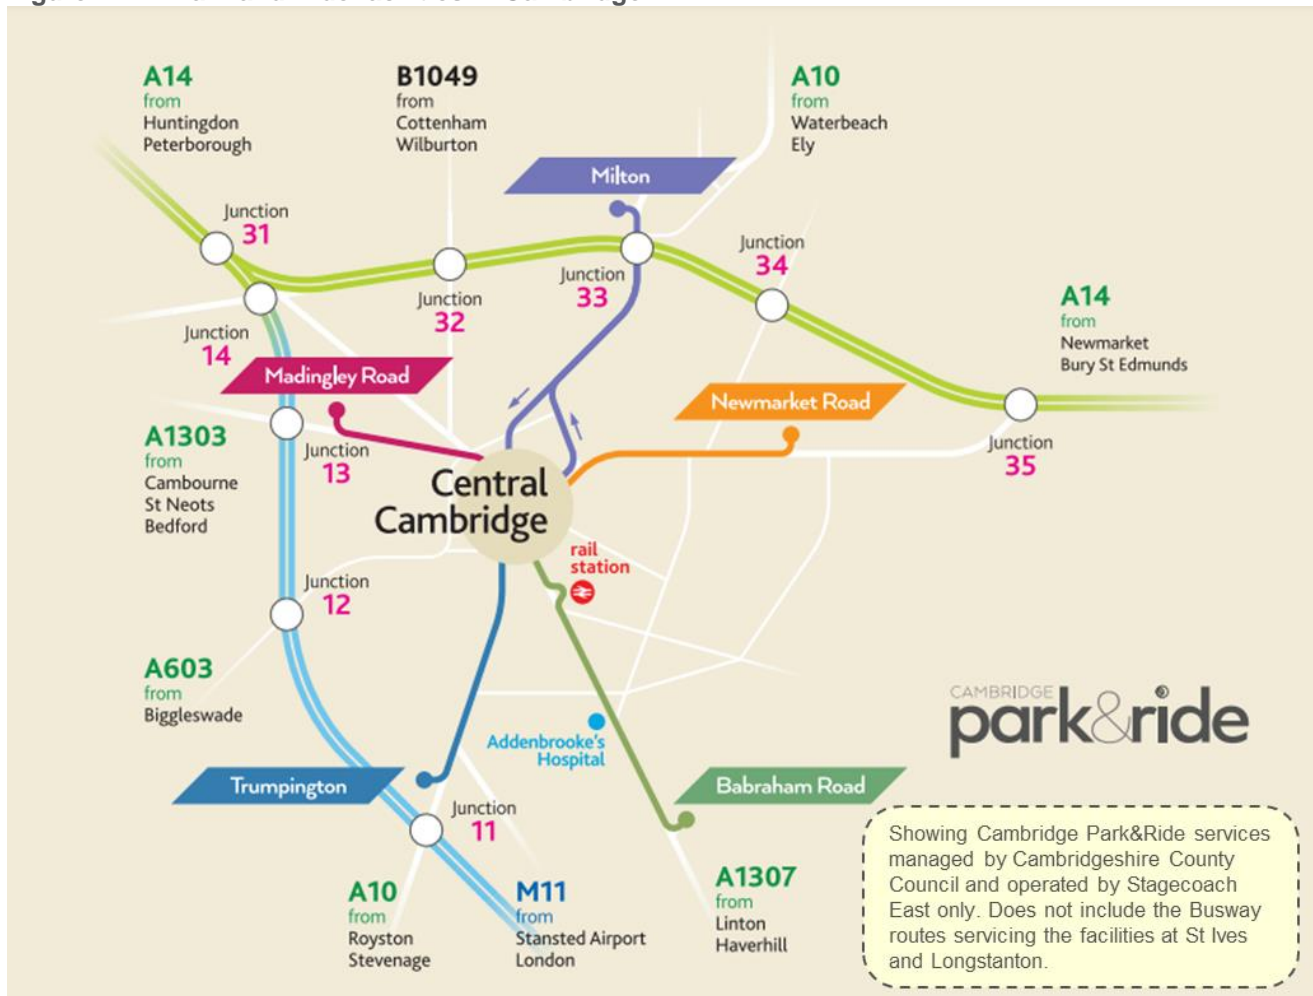 A14
from
Huntingdon
Peterborough
B1049
from
Cottenham
Wilburton
A10
from
Waterbeach
Ely
Milton
Junction
31
Junction
32
Junction
33
Junction
34
A14
from
Newmarket
Bury St Edmunds
Junction
14
Madingley Road
Newmarket Road
Junction
35
A1303
from
Cambourne
St Neots
Bedford
Junction
13
Central
Cambridge
rail
station
Junction
12
A603
from
Biggleswade
Addenbrooke's
Hospital
CAMBRIDGE
park&ride
Trumpington
Babraham Road
Junction
11
A10
from
Royston
Stevenage
M11
from
Stansted Airport
London
A1307
from
Linton
Haverhill
Showing Cambridge Park&Ride services
managed by Cambridgeshire County
Council and operated by Stagecoach
East only. Does not include the Busway
routes servicing the facilities at St Ives
and Longstanton.